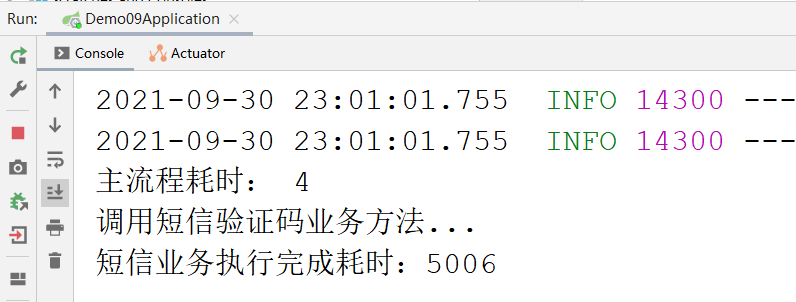 Run: Demo09Application
Console Actuator
2021-09-30 23:01:01.755 INFO 14300 ---
2021-09-30 23:01:01.755 INFO 14300 ---
主流程耗时： 4
调用短信验证码业务方法...
短信业务执行完成耗时：5006